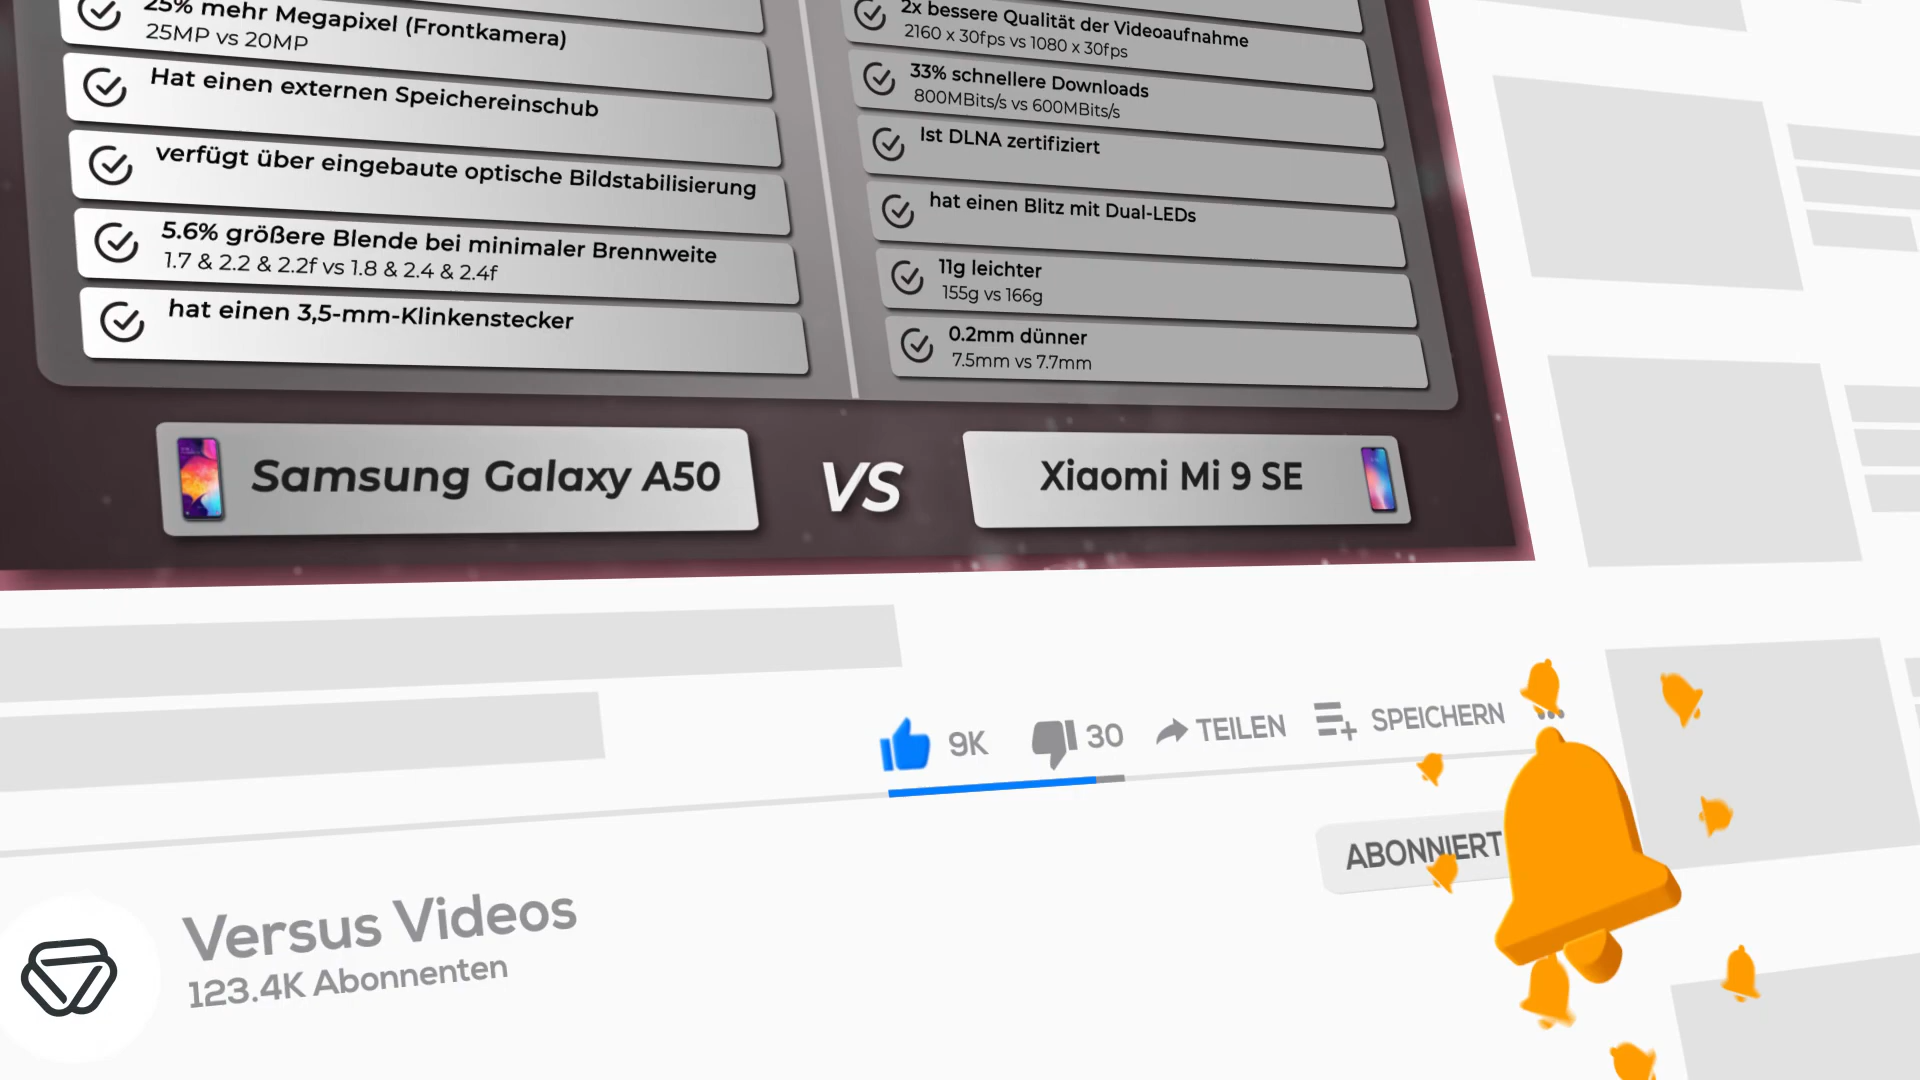 25% mehr Megapixel (Frontkamera)
25MP vs 20MP
Hat einen externen Speichereinschub
verfügt über eingebaute optische Bildstabilisierung
5.6% größere Blende bei minimaler Brennweite
1.7 & 2.2 & 2.2f vs 1.8 & 2.4 & 2.4f
hat einen 3,5-mm-Klinkenstecker
2x bessere Qualität der Videoaufnahme
2160 x 30fps vs 1080 x 30fps
33% schnellere Downloads
800MBits/s vs 600MBits/s
Ist DLNA zertifiziert
hat einen Blitz mit Dual-LEDs
11g leichter
155g vs 166g
0.2mm dünner
7.5mm vs 7.7mm
Samsung Galaxy A50
VS
Xiaomi Mi 9 SE
9K
30
TEILEN
SPEICHERN
ABONNIERT
Versus Videos
123.4K Abonnenten